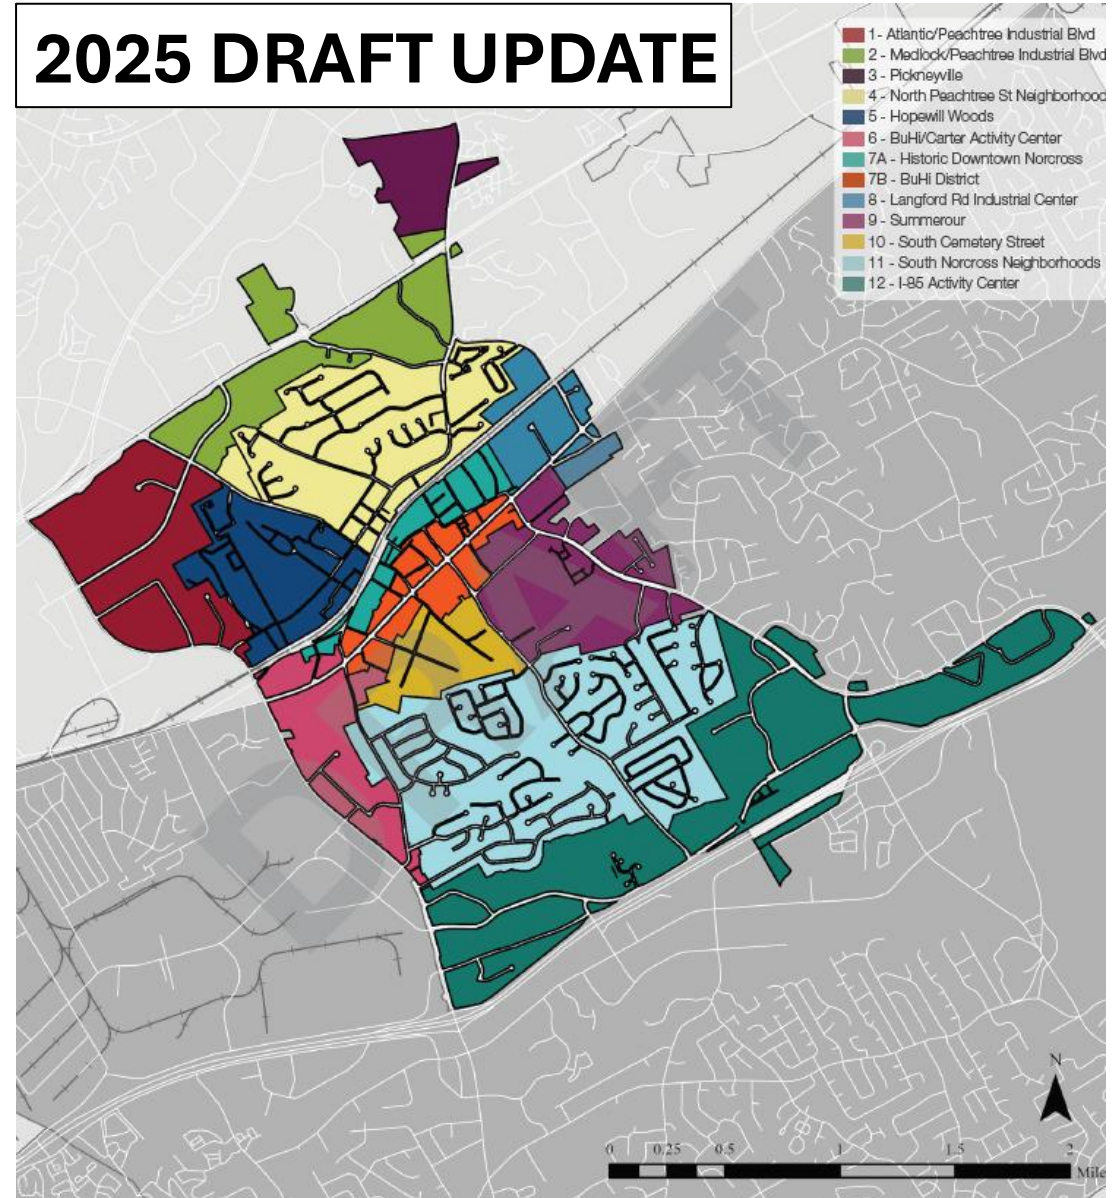 2025 DRAFT UPDATE
1- Atlantic/Peachtree Industrial Blvd
2 - Medlock/Peachtree Industrial Blvd
3 - Pickneyville
4 - North Peachtree St Neighborhood
5 - Hopewill Woods
6 - BuHi/Carter Activity Center
7A - Historic Downtown Norcross
7B - BuHi District
8 - Langford Rd Industrial Center
9 - Summerour
10 - South Cemetery Street
11 - South Norcross Neighborhoods
12 - I-85 Activity Center
DRAFT
N
0 0.25 0.5 1 1.5 2
Mile